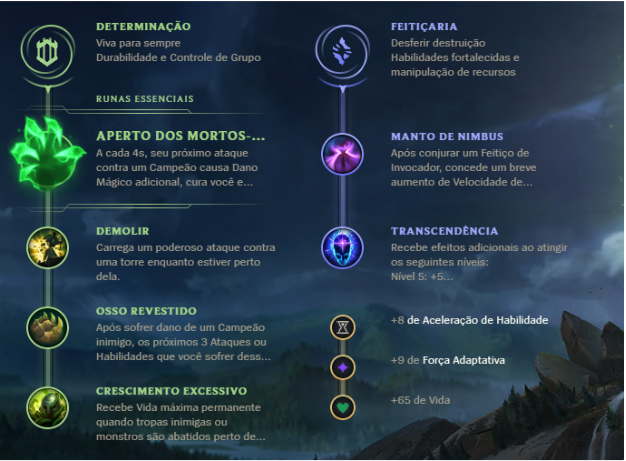 DETERMINAÇÃO
Viva para sempre
Durabilidade e Controle de Grupo
RUNAS ESSENCIAIS
APERTO DOS MORTOS-...
A cada 4s, seu próximo ataque
contra um Campeão causa Dano
Mágico adicional, cura você e...
DEMOLIR
Carrega um poderoso ataque contra
uma torre enquanto estiver perto
dela.
OSSO REVESTIDO
Após sofrer dano de um Campeão
inimigo, os próximos 3 Ataques ou
Habilidades que você sofrer dess...
CRESCIMENTO EXCESSIVO
Recebe Vida máxima permanente
quando tropas inimigas ou
monstros são abatidos perto de...
FEITIÇARIA
Desferir destruição
Habilidades fortalecidas e
manipulação de recursos
MANTO DE NIMBUS
Após conjurar um Feitiço de
Invocador, concede um breve
aumento de Velocidade de...
TRANSCENDÊNCIA
Recebe efeitos adicionais ao atingir
os seguintes níveis:
Nível 5: +5...
+8 de Aceleração de Habilidade
+9 de Força Adaptativa
+65 de Vida